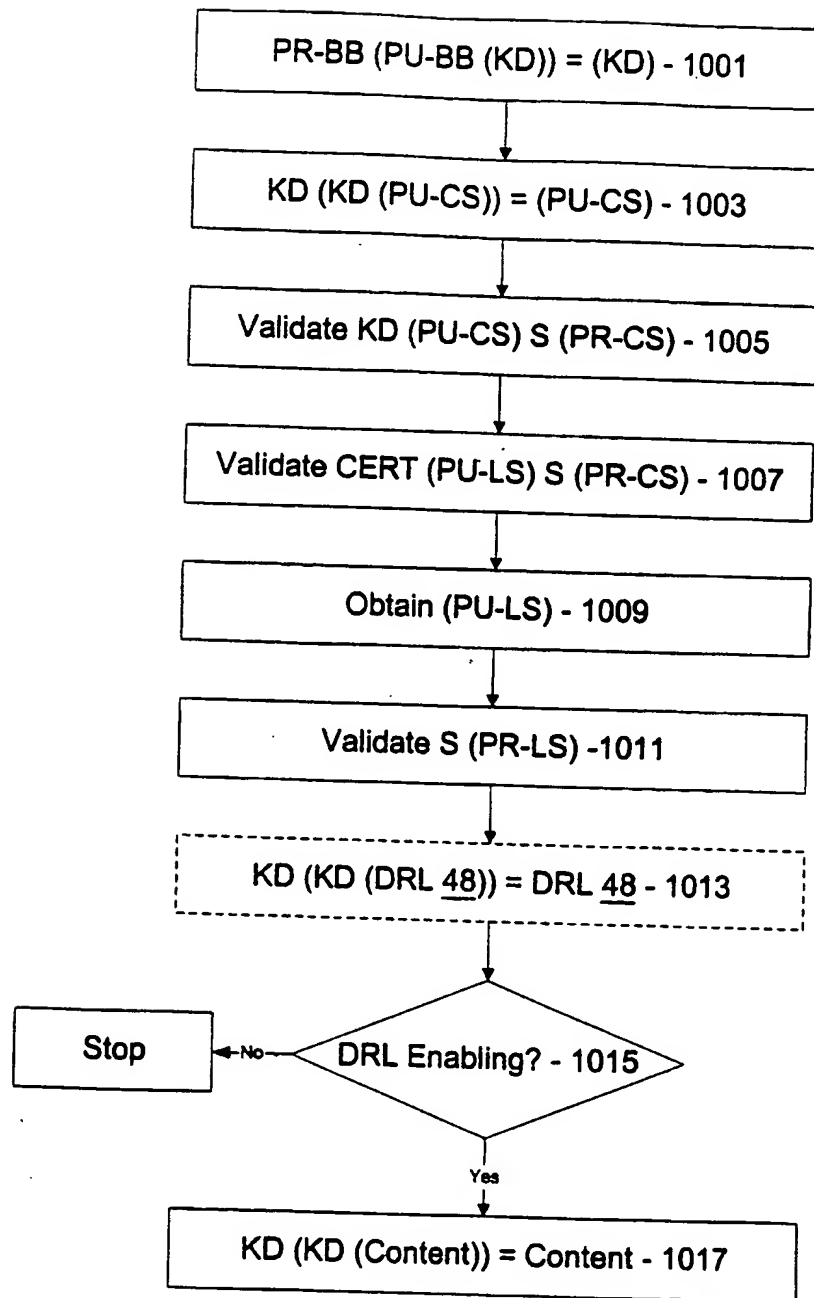 PR-BB (PU-BB (KD)) = (KD) - 1001
KD (KD (PU-CS)) = (PU-CS) - 1003
Validate KD (PU-CS) S (PR-CS) - 1005
Validate CERT (PU-LS) S (PR-CS) - 1007
Obtain (PU-LS) - 1009
Validate S (PR-LS) -1011
KD (KD (DRL 48)) = DRL 48 - 1013
DRL Enabling? - 1015
No
Stop
Yes
KD (KD (Content)) = Content - 1017